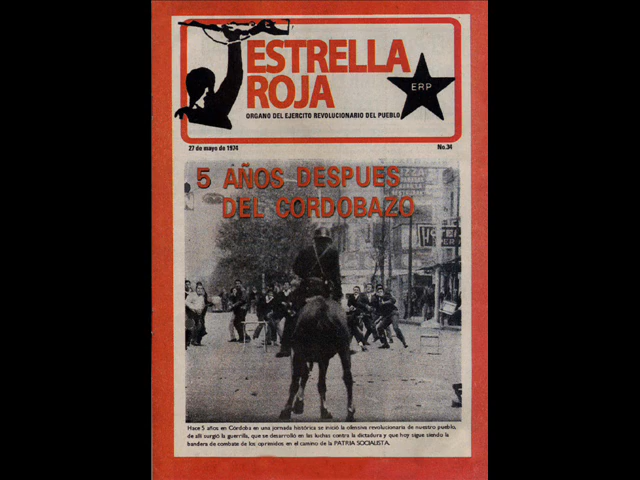 ESTRELLA
ROJA
ERP
ORGANO DEL EJERCITO REVOLUCIONARIO DEL PUEBLO
27 de mayo de 1974
No.34
5 AÑOS DESPUES
DEL CORDOBAZO
PIZZA
HOTEL
Hace 5 años en Córdoba en una jornada histórica se inició la ofensiva revolucionaria de nuestro pueblo,
de allí surgió la guerrilla, que se desarrolló en las luchas contra la dictadura y que hoy sigue siendo la
bandera de combate de los oprimidos en el camino de la PATRIA SOCIALISTA.